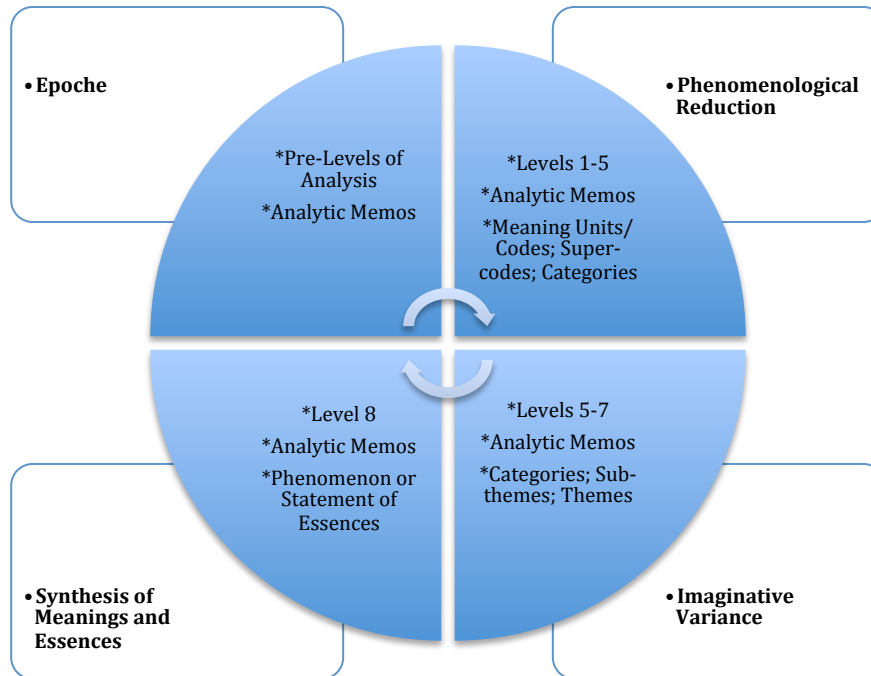 •Epoche
*Pre-Levels of
Analysis
*Analytic Memos
•Phenomenological
Reduction
*Levels 1-5
*Analytic Memos
*Meaning Units/
Codes; Super-
codes; Categories
*Level 8
*Analytic Memos
*Phenomenon or
Statement of
Essences
•Synthesis of
Meanings and
Essences
*Levels 5-7
*Analytic Memos
*Categories; Sub-
themes; Themes
•Imaginative
Variance